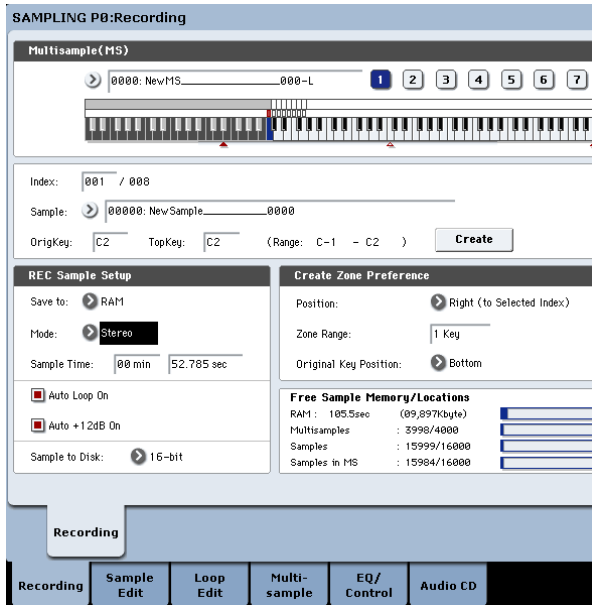 SAMPLING P0:Recording
Multisample(MS)
0000: NewMS_______________000-L
1 2 3 4 5 6 7
Index: 001 / 008
Sample: 00000: NewSample__________0000
OrigKey: C2 TopKey: C2 (Range: C-1 - C2 ) Create
REC Sample Setup
Save to: RAM
Mode: Stereo
Sample Time: 00 min 52.785 sec
Auto Loop On
Auto +12dB On
Sample to Disk: 16-bit
Create Zone Preference
Position: Right (to Selected Index)
Zone Range: 1 Key
Original Key Position: Bottom
Free Sample Memory/Locations
RAM : 105.5sec (09,897Kbyte)
Multisamples : 3998/4000
Samples : 15999/16000
Samples in MS : 15984/16000
Recording
Recording
Sample Edit
Loop Edit
Multi-sample
EQ/ Control
Audio CD